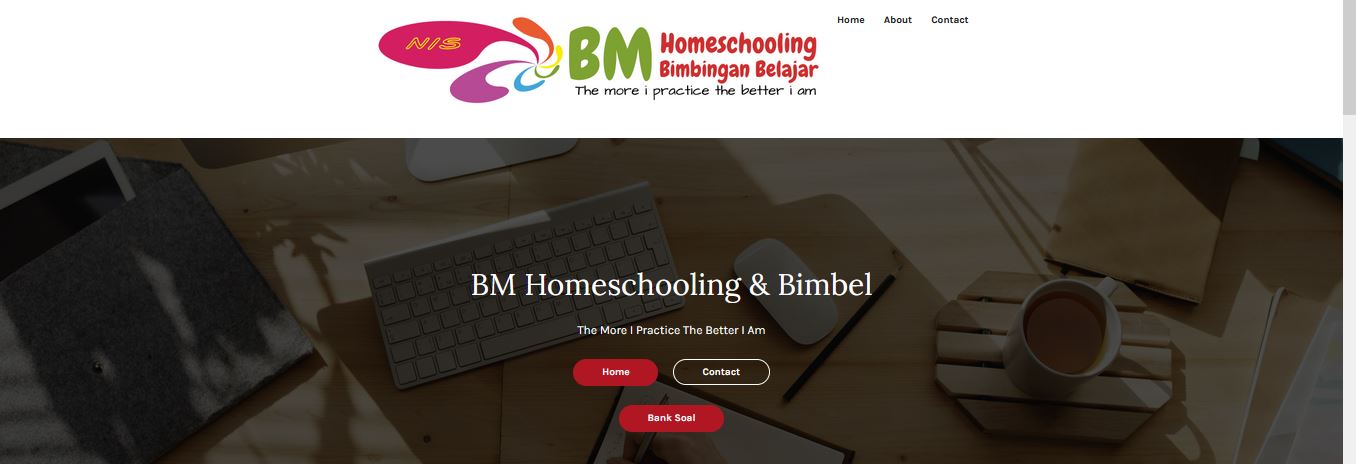 NIS
BM
Homeschooling
Bimbingan Belajar
The more i practice the better i am
Home About Contact
BM Homeschooling & Bimbel
The More I Practice The Better I Am
Home Contact
Bank Soal